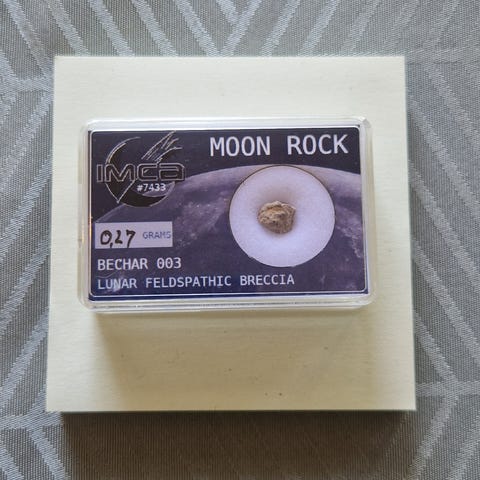 MOON ROCK
IMCA
#7433
0,27 GRAMS
BECHAR 003
LUNAR FELDSPATHIC BRECCIA